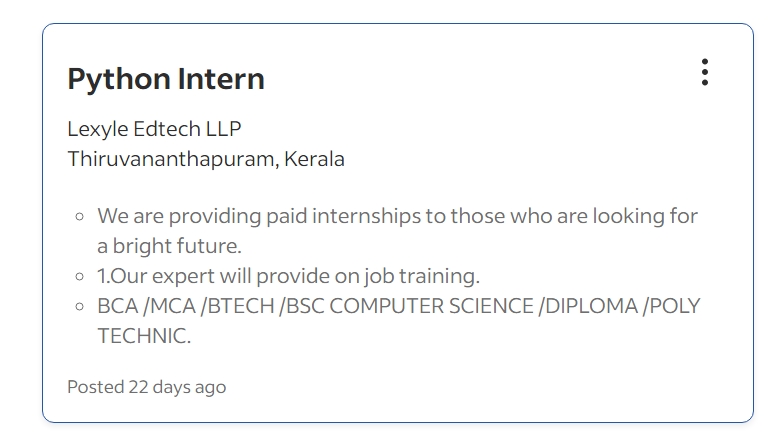 Python Intern
Lexyle Edtech LLP
Thiruvananthapuram, Kerala
We are providing paid internships to those who are looking for
a bright future.
1.Our expert will provide on job training.
BCA /MCA /BTECH /BSC COMPUTER SCIENCE /DIPLOMA /POLY
TECHNIC.
Posted 22 days ago